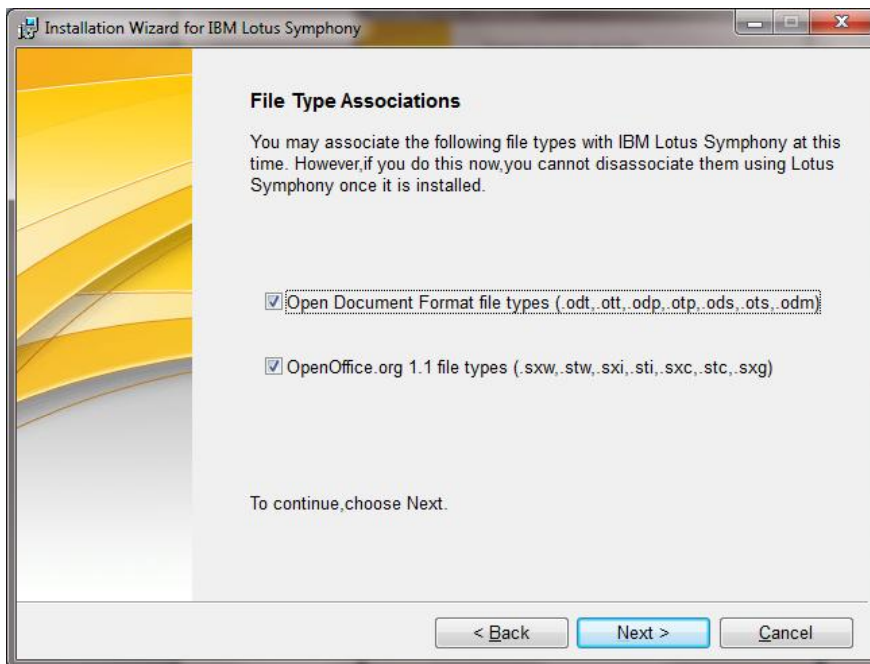 Installation Wizard for IBM Lotus Symphony
File Type Associations
You may associate the following file types with IBM Lotus Symphony at this
time. However,if you do this now,you cannot disassociate them using Lotus
Symphony once it is installed.
Open Document Format file types (.odt,.ott,.odp,.otp,.ods,.ots,.odm)
OpenOffice.org 1.1 file types (.sxw,.stw,.sxi,.sti,.sxc,.stc,.sxg)
To continue,choose Next.
< Back
Next >
Cancel